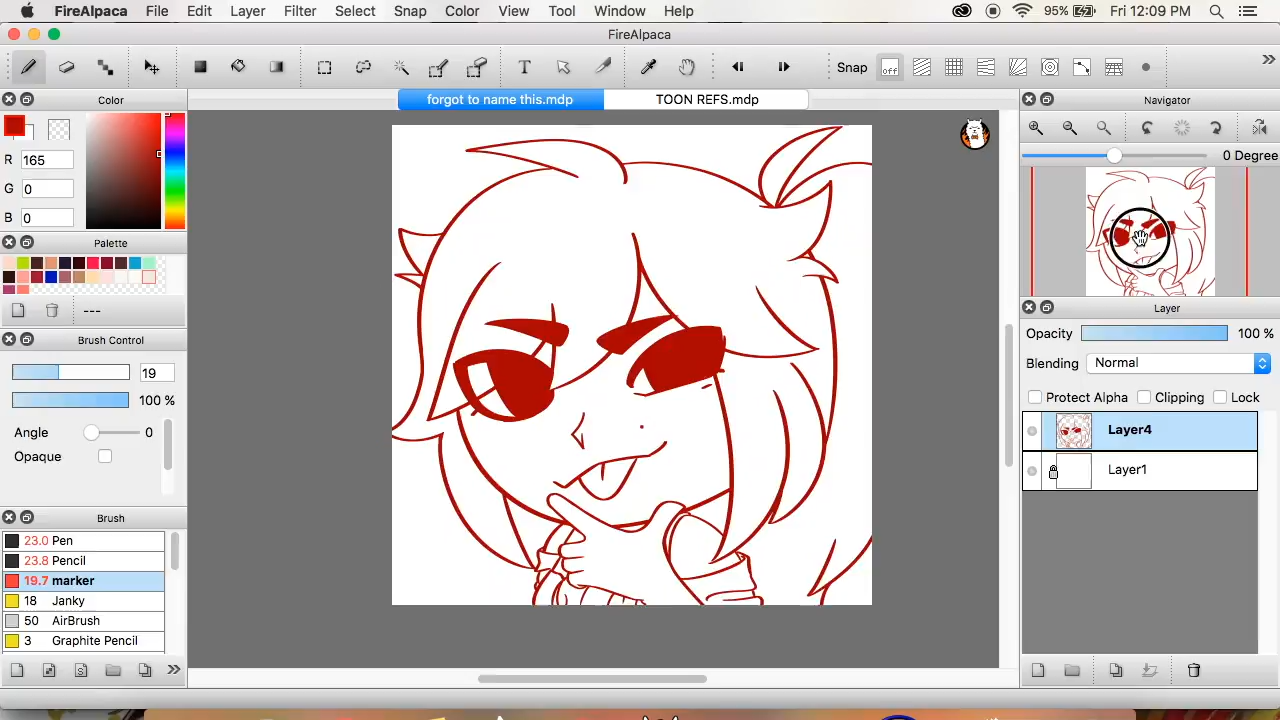 FireAlpaca File Edit Layer Filter Select Snap Color View Tool Window Help 95% Fri 12:09 PM
FireAlpaca
T Snap off
Color
forgot to name this.mdp TOON REFS.mdp
Navigator
R 165
G 0
B 0
0 Degree
Palette
---
Brush Control
19
100 %
Angle 0
Opaque
Brush
23.0 Pen
23.8 Pencil
19.7 marker
18 Janky
50 AirBrush
3 Graphite Pencil
Layer
Opacity 100 %
Blending Normal
Protect Alpha Clipping Lock
Layer4
Layer1